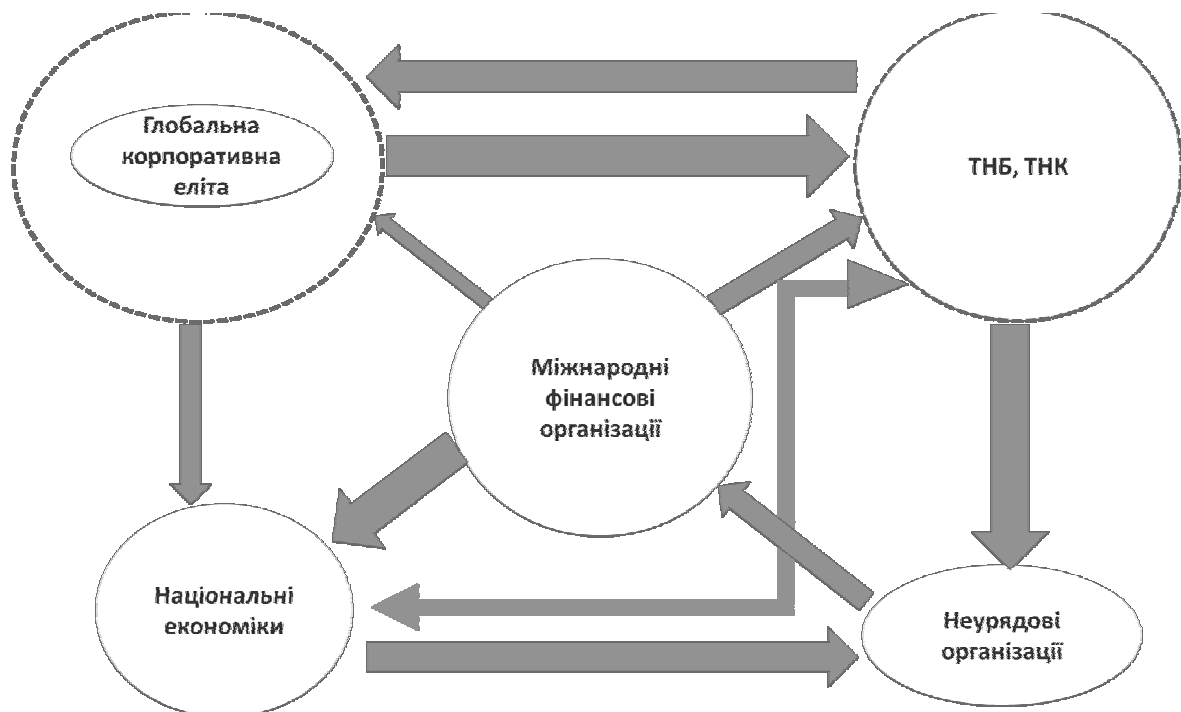 Глобальна
корпоративна
еліта
ТНБ, ТНК
Міжнародні
фінансові
організації
Національні
економіки
Неурядові
організації